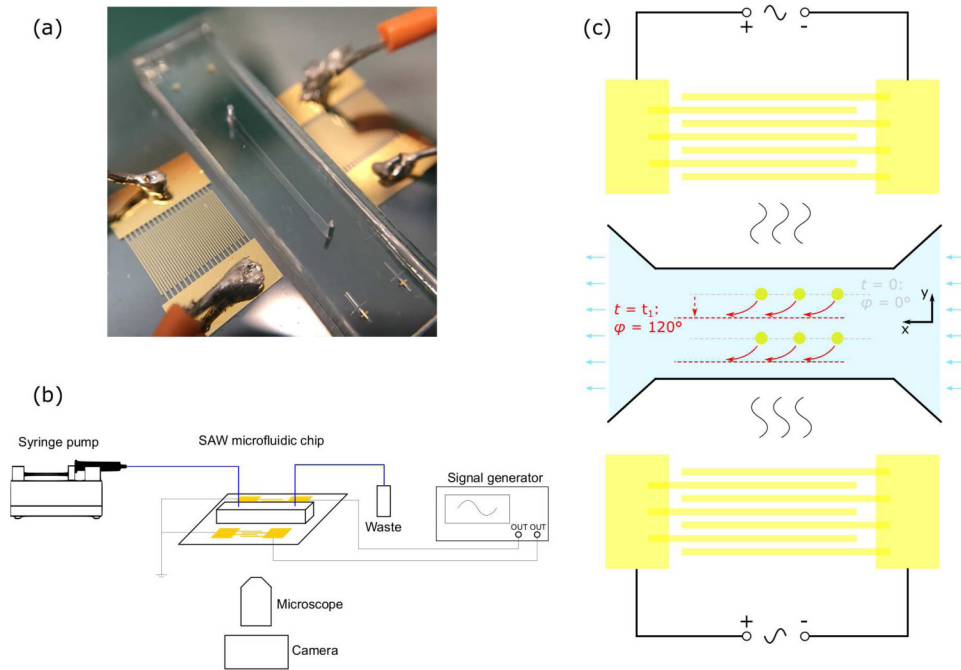 (a)
(b)
Syringe pump
SAW microfluidic chip
Waste
Signal generator
OUT OUT
Microscope
Camera
(c)
+ -
t = 0:
φ = 0°
t = t₁:
φ = 120°
y
x
+ -